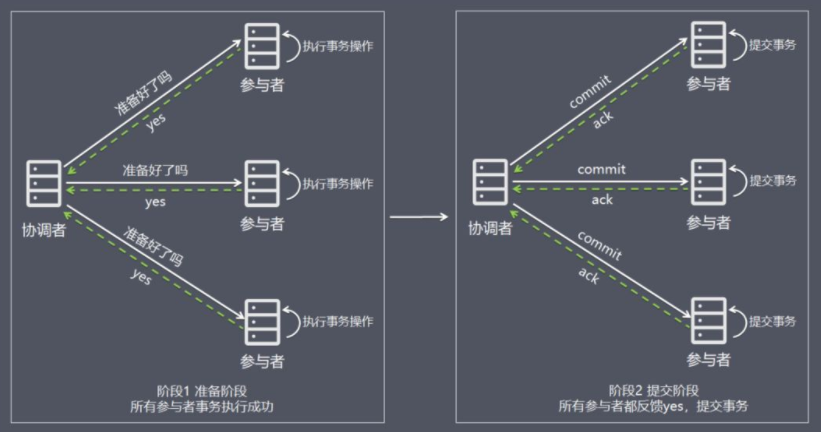 执行事务操作
参与者
准备好了吗
yes
准备好了吗
yes
执行事务操作
参与者
协调者
准备好了吗
yes
执行事务操作
参与者
阶段1 准备阶段
所有参与者事务执行成功
提交事务
参与者
commit
ack
commit
ack
提交事务
参与者
协调者
commit
ack
提交事务
参与者
阶段2 提交阶段
所有参与者都反馈yes，提交事务